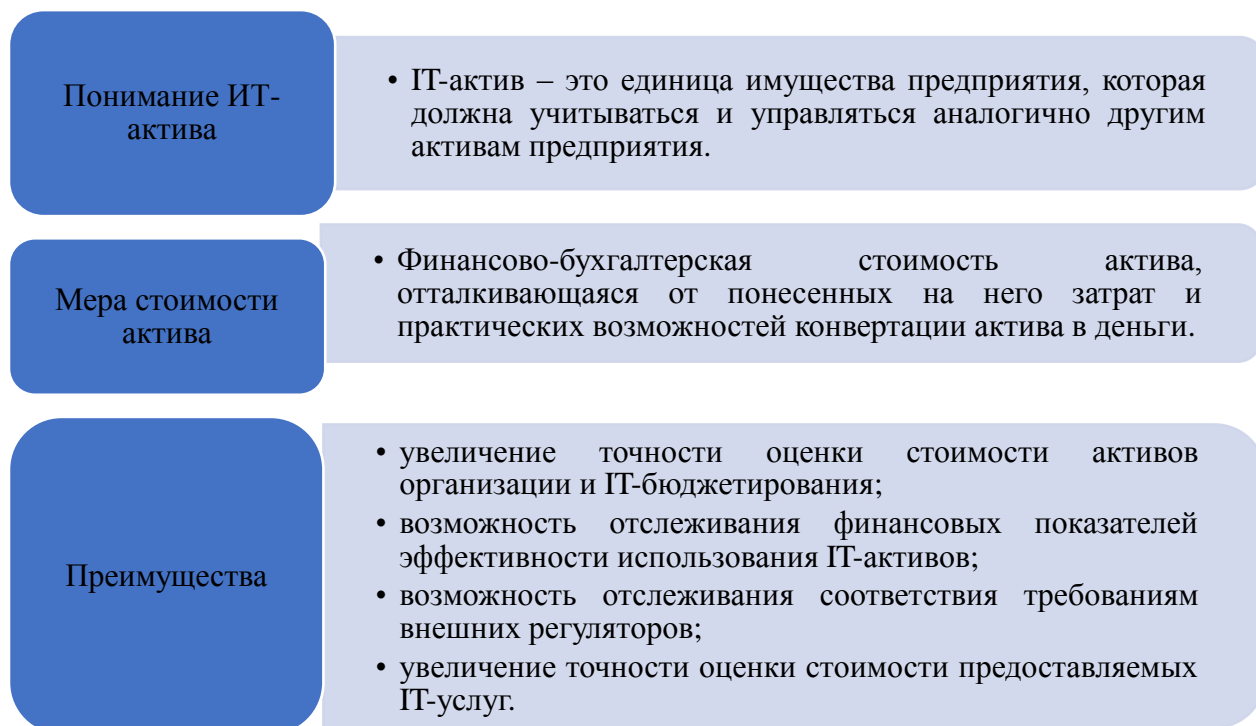 Понимание ИТ-
актива
• IT-актив – это единица имущества предприятия, которая
должна учитываться и управляться аналогично другим
активам предприятия.
Мера стоимости
актива
• Финансово-бухгалтерская стоимость актива,
отталкивающаяся от понесенных на него затрат и
практических возможностей конвертации актива в деньги.
Преимущества
• увеличение точности оценки стоимости активов
организации и IT-бюджетирования;
• возможность отслеживания финансовых показателей
эффективности использования IT-активов;
• возможность отслеживания соответствия требованиям
внешних регуляторов;
• увеличение точности оценки стоимости предоставляемых
IT-услуг.